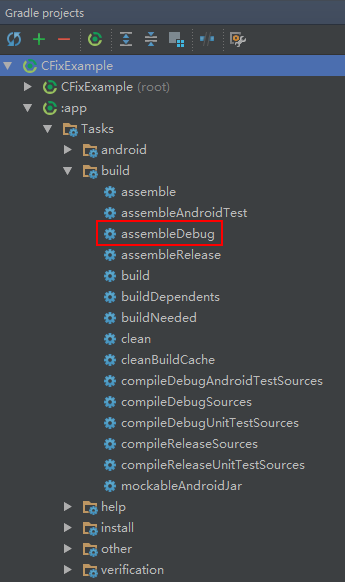 Gradle projects
CFixExample
CFixExample (root)
:app
Tasks
android
build
assemble
assembleAndroidTest
assembleDebug
assembleRelease
build
buildDependents
buildNeeded
clean
cleanBuildCache
compileDebugAndroidTestSources
compileDebugSources
compileDebugUnitTestSources
compileReleaseSources
compileReleaseUnitTestSources
mockableAndroidJar
help
install
other
verification